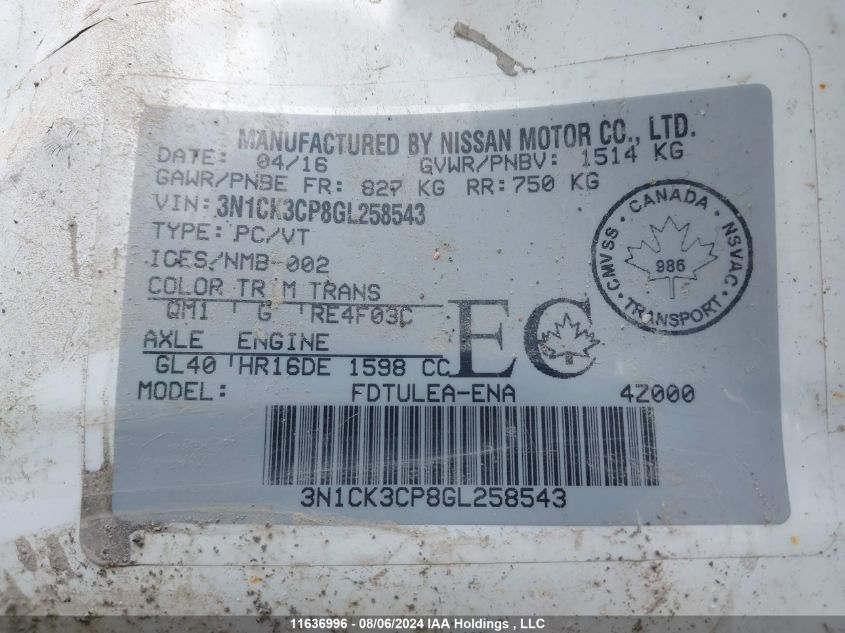 MANUFACTURED BY NISSAN MOTOR CO., LTD.
DATE: 04/16 GVWR/PNBV: 1514 KG
GAWR/PNBE FR: 827 KG RR: 750 KG
VIN: 3N1CK3CP8GL258543
TYPE: PC/VT
ICES/NMB-002
COLOR TRIM TRANS
QM1 G RE4F03C
AXLE ENGINE
GL40 HR16DE 1598 CC
EC
MODEL: FDTULEA-ENA 4Z000
3N1CK3CP8GL258543
CANADA
CMVSS · NSVAC
986
TRANSPORT
11636996 - 08/06/2024 IAA Holdings , LLC